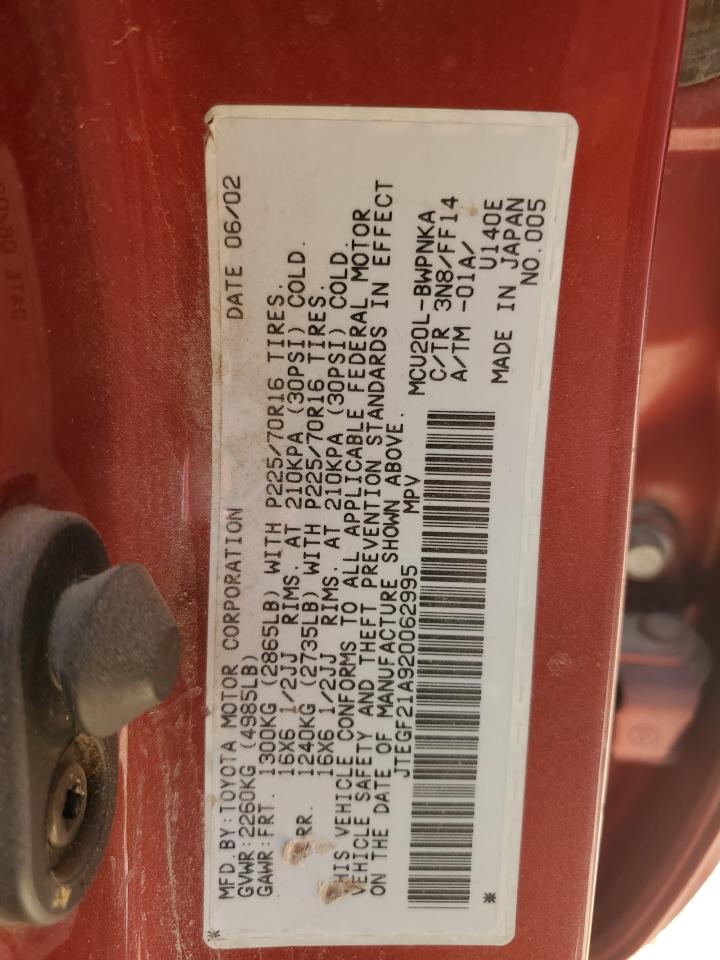 MFD.BY:TOYOTA MOTOR CORPORATION DATE 06/02
GVWR:2260KG (4985LB)
GAWR:FRT. 1300KG (2865LB) WITH P225/70R16 TIRES.
16X6 1/2JJ RIMS. AT 210KPA (30PSI) COLD.
RR. 1240KG (2735LB) WITH P225/70R16 TIRES.
16X6 1/2JJ RIMS. AT 210KPA (30PSI) COLD.
HIS VEHICLE CONFORMS TO ALL APPLICABLE FEDERAL MOTOR
VEHICLE SAFETY AND THEFT PREVENTION STANDARDS IN EFFECT
ON THE DATE OF MANUFACTURE SHOWN ABOVE.
JTEGF21A920062995 MPV
MCU20L-BWPNKA
C/TR 3N8/FF14
A/TM -01A/
U140E
MADE IN JAPAN
NO.005